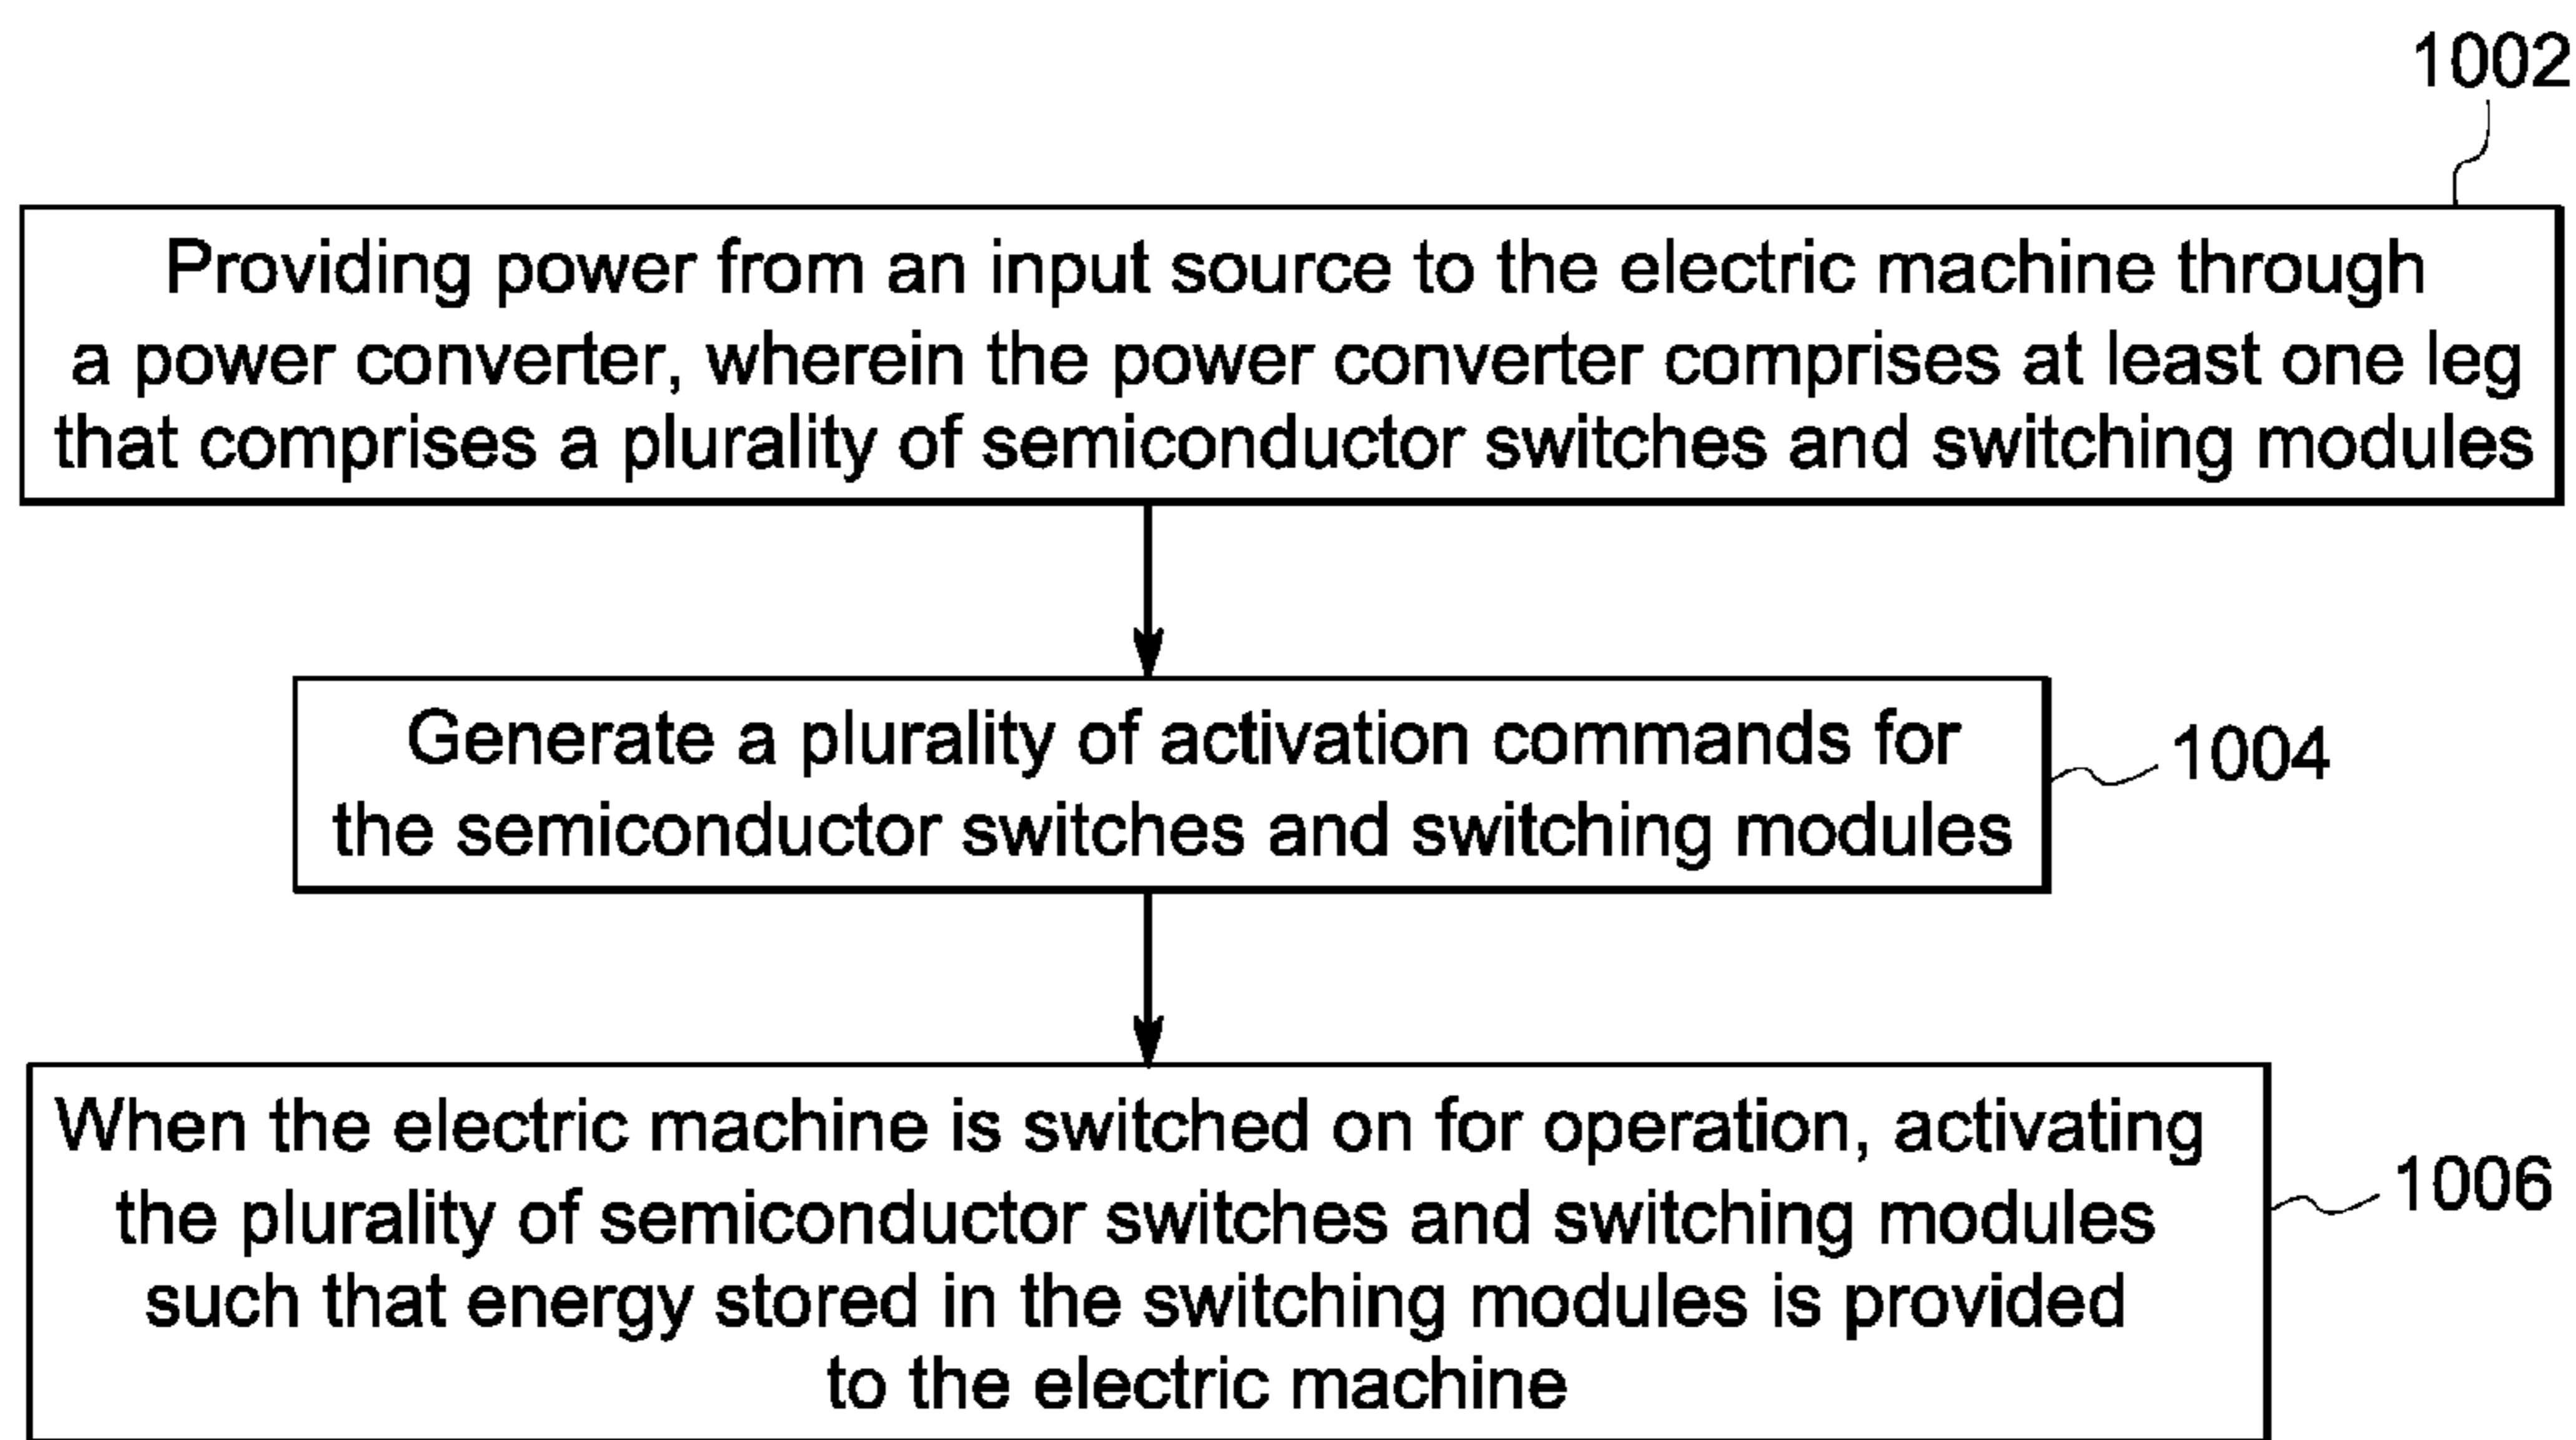 1002
Providing power from an input source to the electric machine through
a power converter, wherein the power converter comprises at least one leg
that comprises a plurality of semiconductor switches and switching modules
Generate a plurality of activation commands for
the semiconductor switches and switching modules
1004
When the electric machine is switched on for operation, activating
the plurality of semiconductor switches and switching modules
such that energy stored in the switching modules is provided
to the electric machine
1006